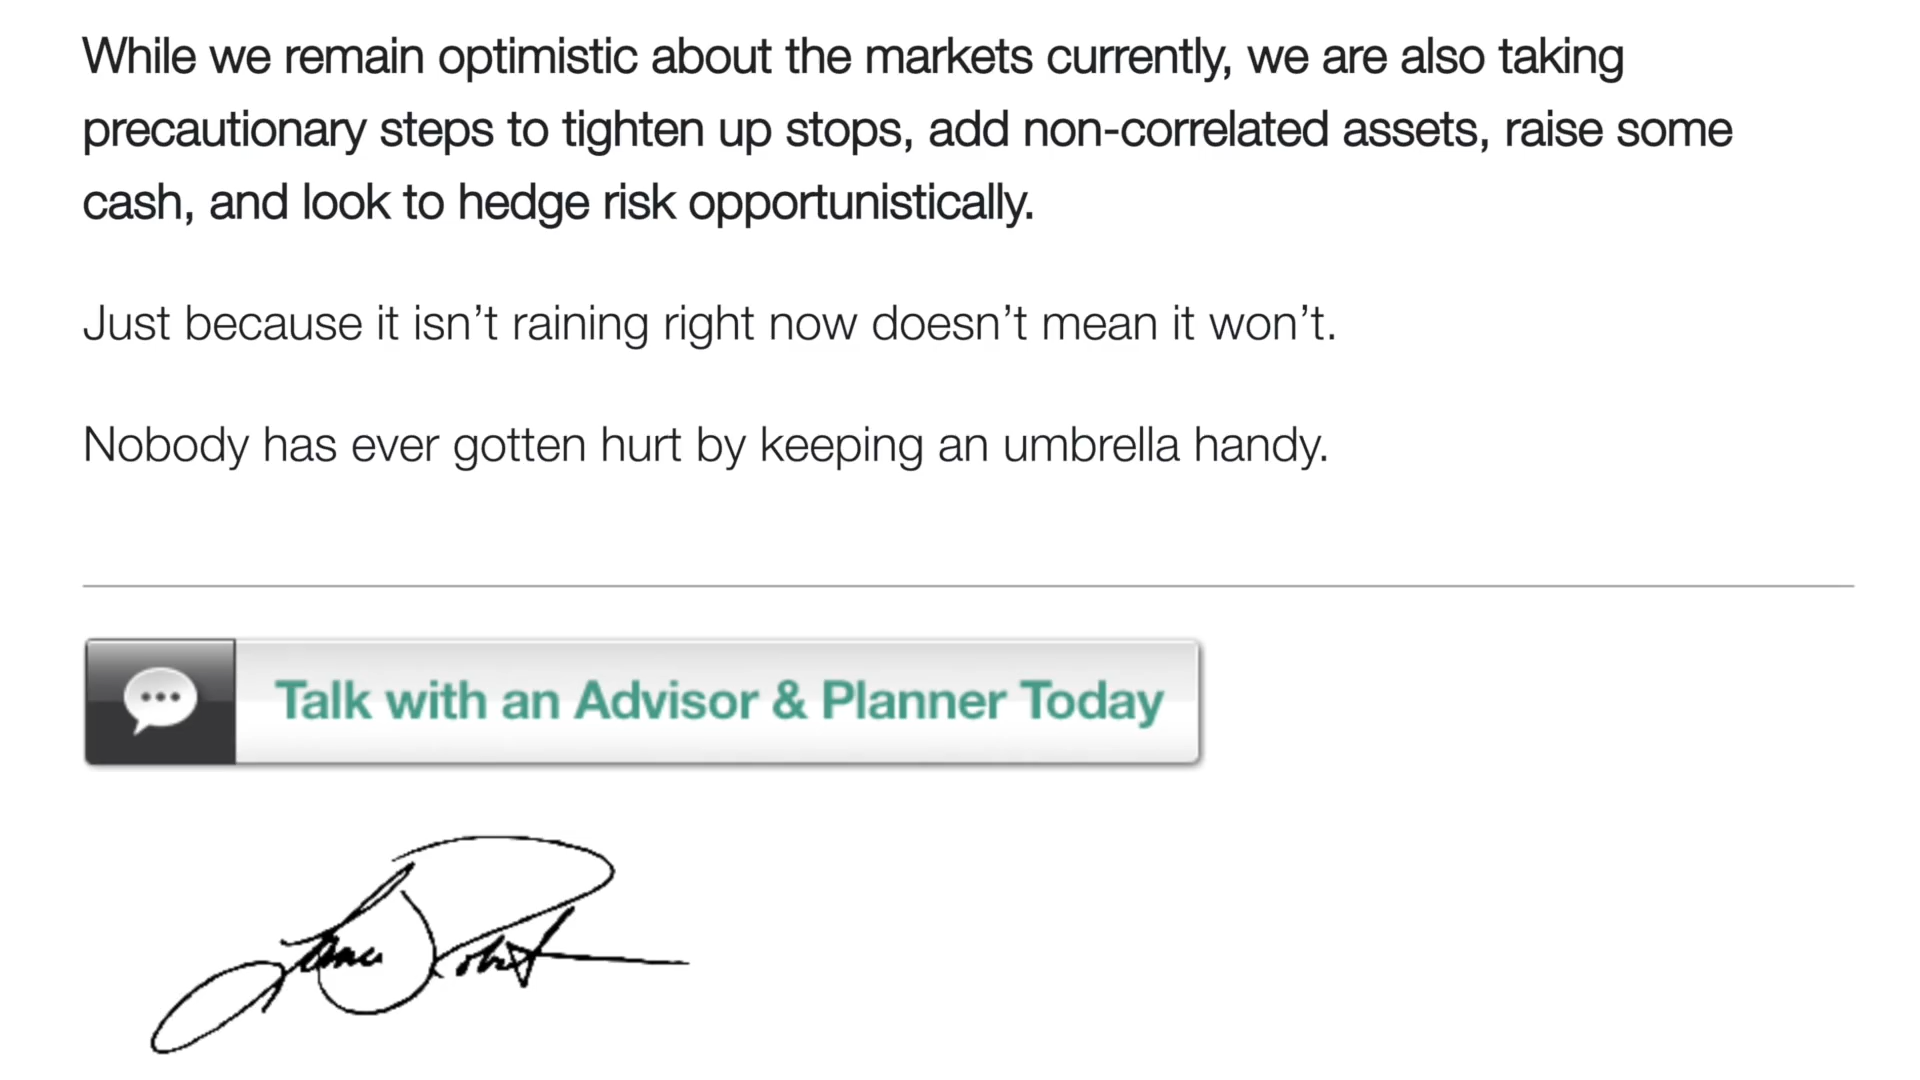 While we remain optimistic about the markets currently, we are also taking
precautionary steps to tighten up stops, add non-correlated assets, raise some
cash, and look to hedge risk opportunistically.
Just because it isn’t raining right now doesn’t mean it won’t.
Nobody has ever gotten hurt by keeping an umbrella handy.
Talk with an Advisor & Planner Today